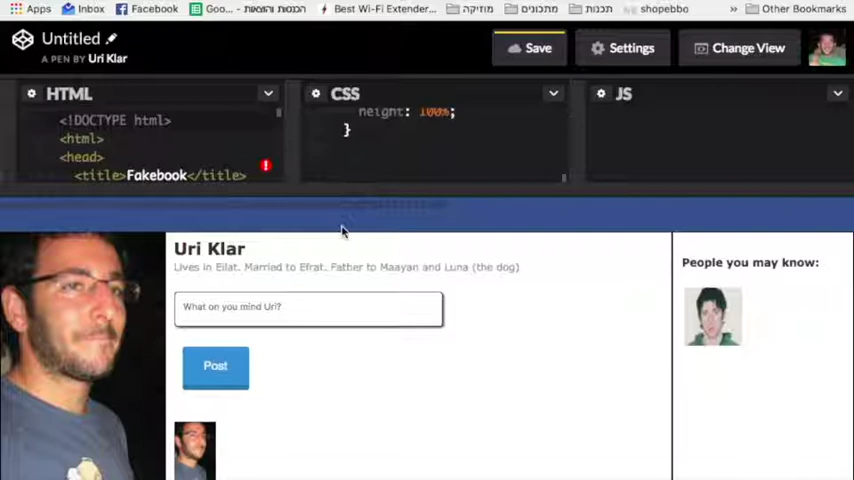 Apps Inbox Facebook Goo... הכנסות והוצאות Best Wi-Fi Extender... מוזיקה מתכונים תכנות shopebbo » Other Bookmarks
Untitled
A PEN BY Uri Klar
Save Settings Change View
HTML CSS JS
height: 100%;
}
<!DOCTYPE html>
<html>
<head>
<title>Fakebook</title>
Uri Klar
Lives in Eilat. Married to Efrat. Father to Maayan and Luna (the dog)
What on you mind Uri?
Post
People you may know: